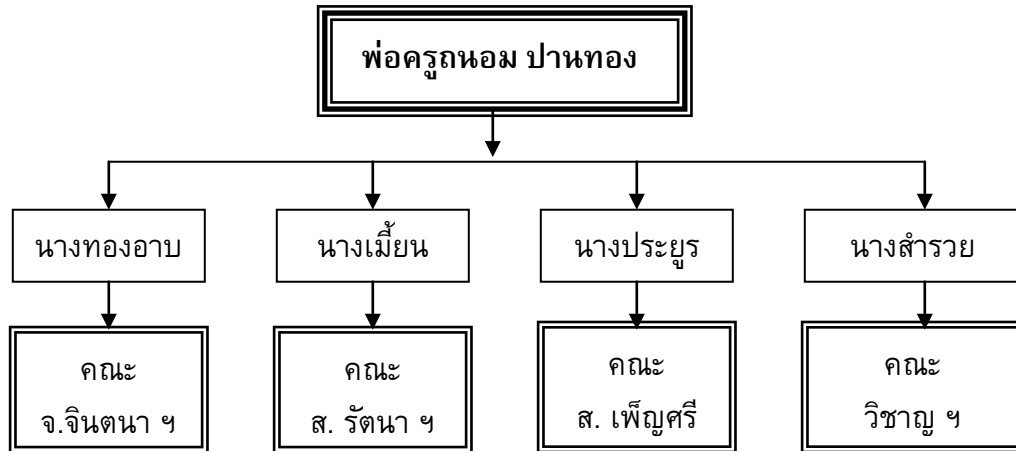 พ่อครูถนอม ปานทอง
นางทองอาบ
นางเมี้ยน
นางประยูร
นางสำรวย
คณะ
จ.จินตนา ฯ
คณะ
ส. รัตนา ฯ
คณะ
ส. เพ็ญศรี
คณะ
วิชาญ ฯ